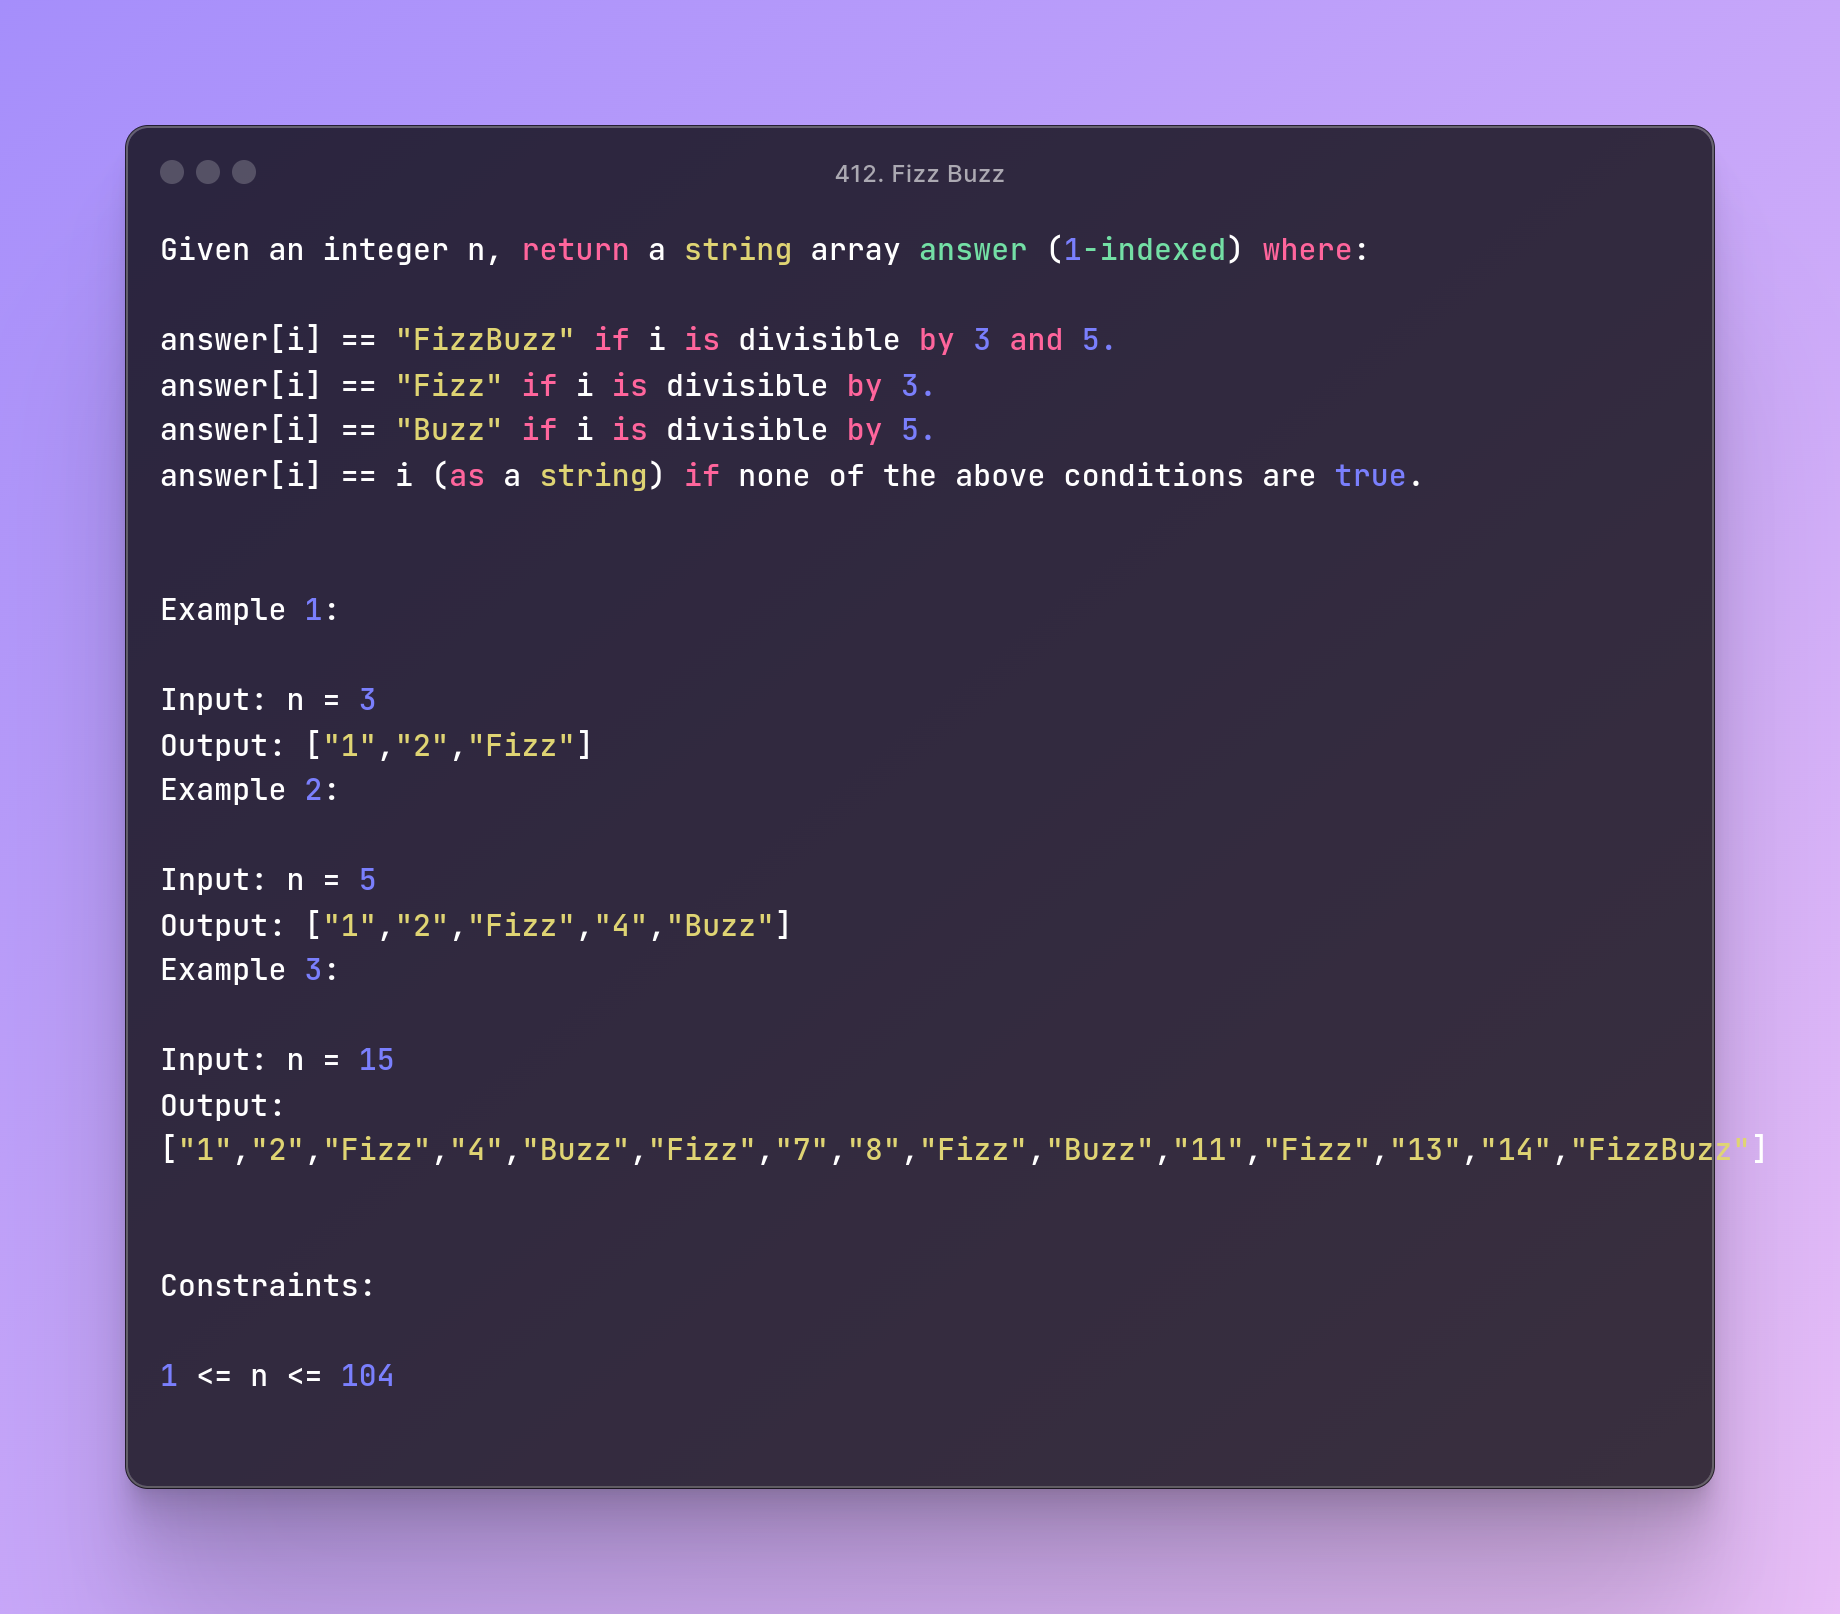 412. Fizz Buzz
Given an integer n, return a string array answer (1-indexed) where:
answer[i] == "FizzBuzz" if i is divisible by 3 and 5.
answer[i] == "Fizz" if i is divisible by 3.
answer[i] == "Buzz" if i is divisible by 5.
answer[i] == i (as a string) if none of the above conditions are true.
Example 1:
Input: n = 3
Output: ["1","2","Fizz"]
Example 2:
Input: n = 5
Output: ["1","2","Fizz","4","Buzz"]
Example 3:
Input: n = 15
Output:
["1","2","Fizz","4","Buzz","Fizz","7","8","Fizz","Buzz","11","Fizz","13","14","FizzBuzz"]
Constraints:
1 <= n <= 104